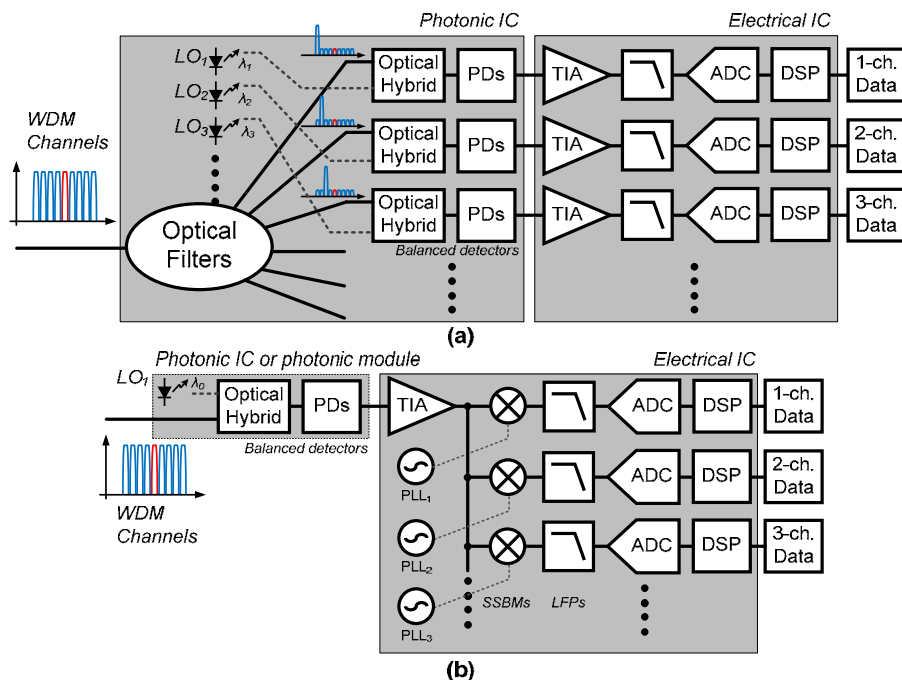 Photonic IC
Electrical IC
WDM
Channels
LO1
λ1
LO2
λ2
LO3
λ3
Optical
Filters
Optical
Hybrid
PDs
TIA
ADC
DSP
1-ch.
Data
Optical
Hybrid
PDs
TIA
ADC
DSP
2-ch.
Data
Optical
Hybrid
PDs
TIA
ADC
DSP
3-ch.
Data
Balanced detectors
(a)
Photonic IC or photonic module
Electrical IC
LO1
λ0
Optical
Hybrid
PDs
Balanced detectors
WDM
Channels
TIA
ADC
DSP
1-ch.
Data
PLL1
ADC
DSP
2-ch.
Data
PLL2
ADC
DSP
3-ch.
Data
PLL3
SSBMs
LFPs
(b)